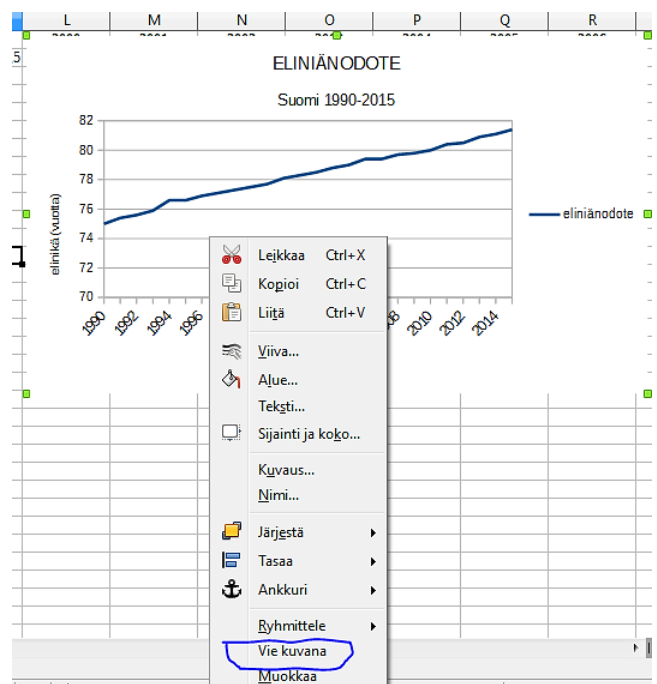 L M N O P Q R
5
ELINIÄNODOTE
Suomi 1990-2015
82
80
78
76
74
72
70
elinikä (vuotta)
eliniänodote
1990 1992 1994 1996 2010 2012 2014
Leikkaa Ctrl+X
Kopioi Ctrl+C
Liitä Ctrl+V
Viiva...
Alue...
Teksti...
Sijainti ja koko...
Kuvaus...
Nimi...
Järjestä
Tasaa
Ankkuri
Ryhmittele
Vie kuvana
Muokkaa